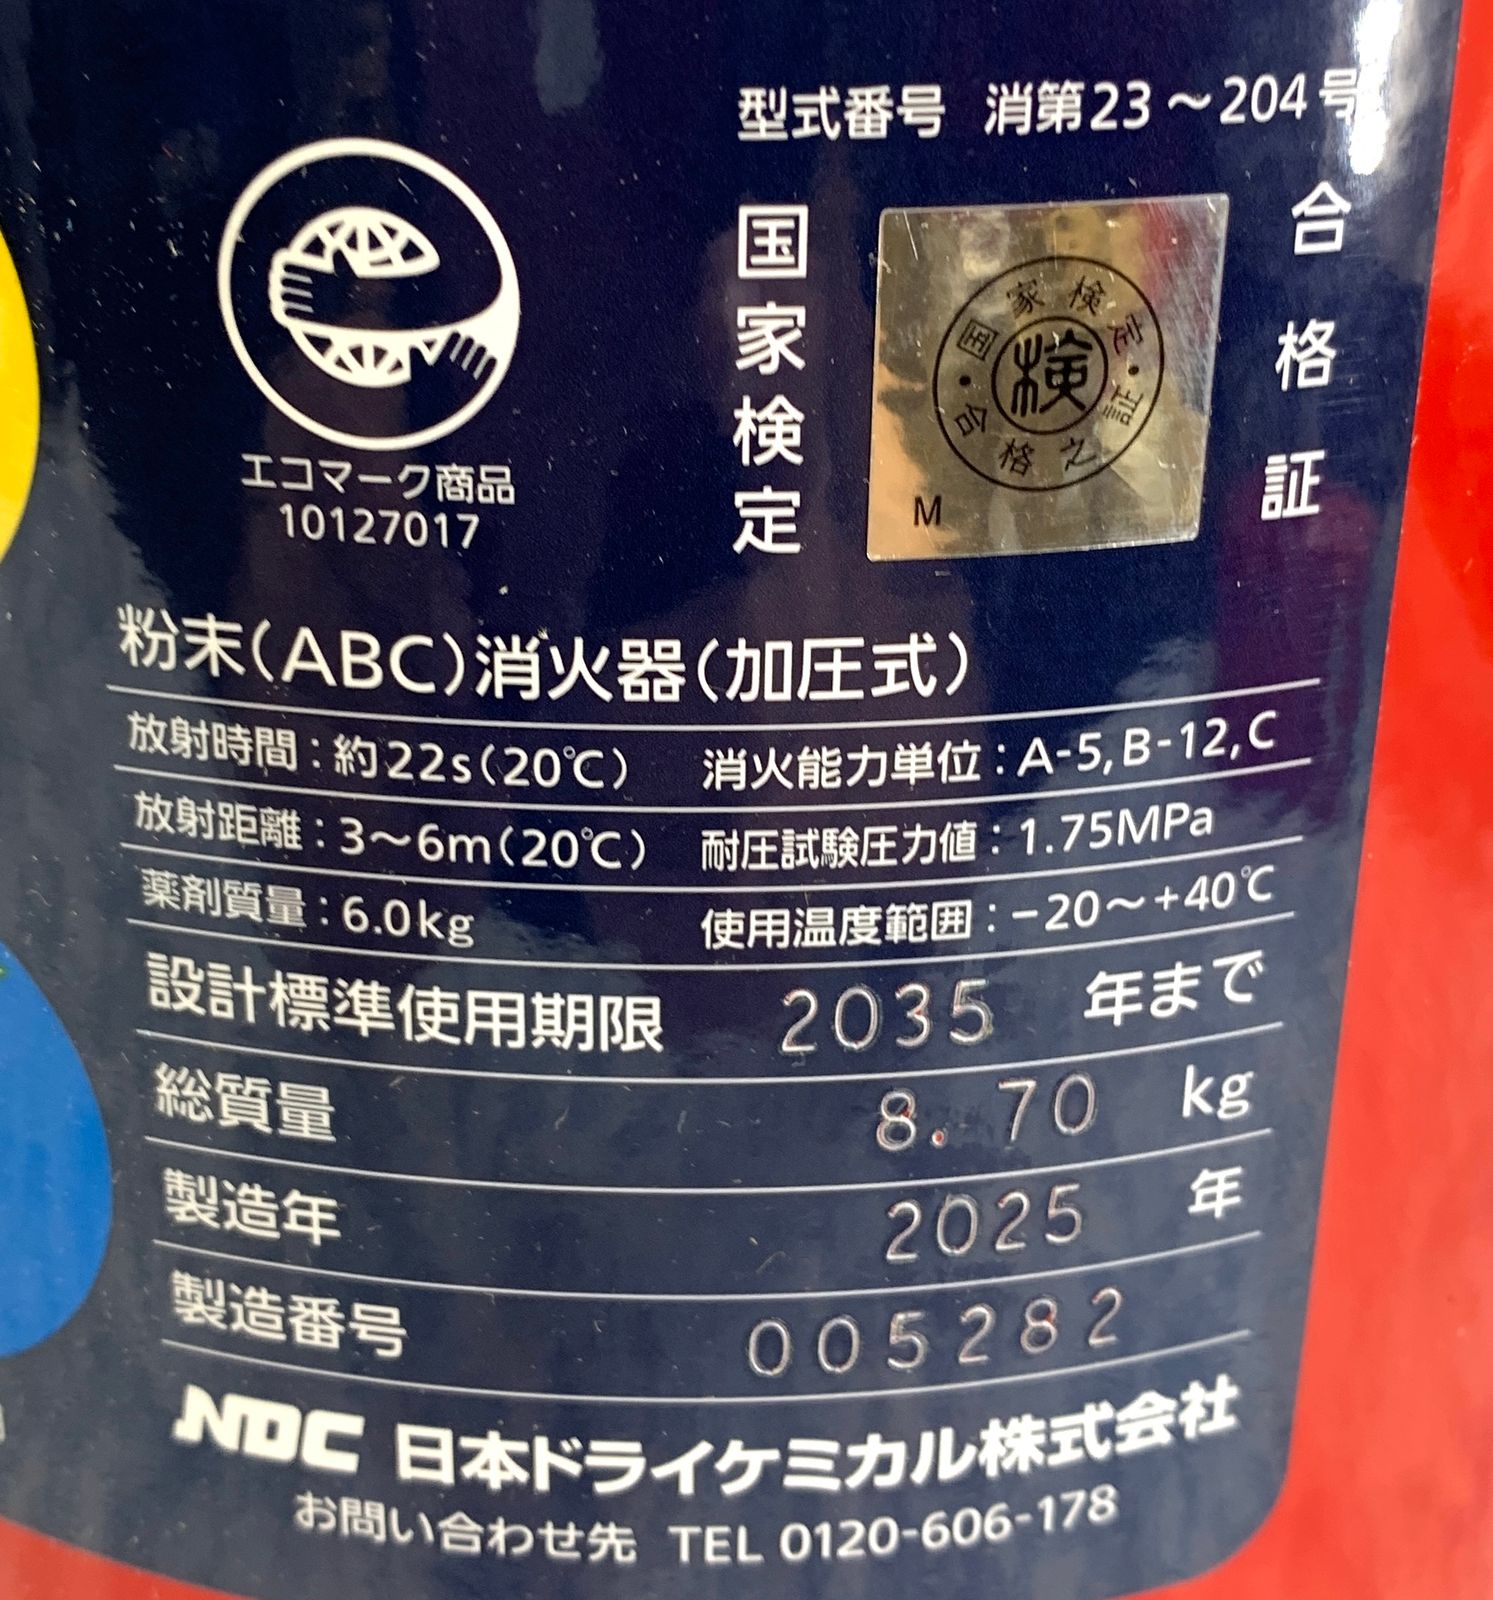 型式番号 消第23～204号
国家検定
合格証
国家検定
検
合格之証
M
エコマーク商品
10127017
粉末(ABC)消火器(加圧式)
放射時間：約22s(20℃) 消火能力単位：A-5,B-12,C
放射距離：3～6m(20℃) 耐圧試験圧力値：1.75MPa
薬剤質量：6.0kg 使用温度範囲：−20～+40℃
設計標準使用期限 2035 年まで
総質量 8.70 kg
製造年 2025 年
製造番号 005282
NDC 日本ドライケミカル株式会社
お問い合わせ先 TEL 0120-606-178